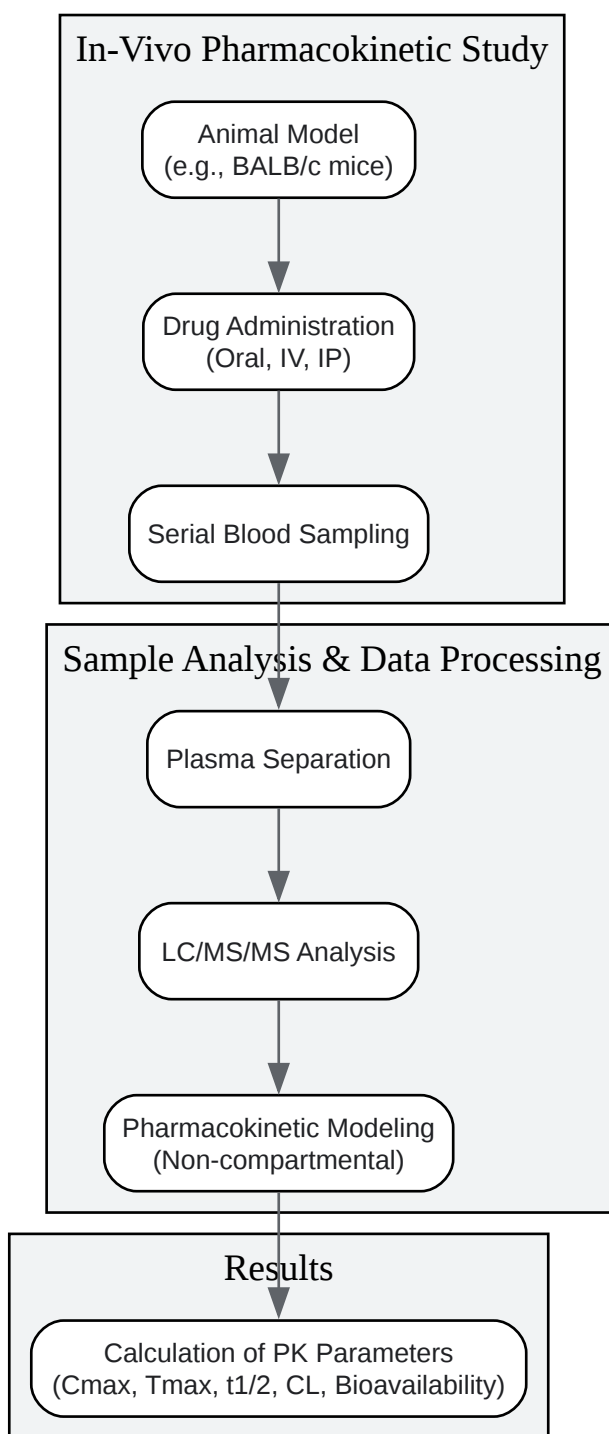 In-Vivo Pharmacokinetic Study
Animal Model
(e.g., BALB/c mice)
Drug Administration
(Oral, IV, IP)
Serial Blood Sampling
Sample Analysis & Data Processing
Plasma Separation
LC/MS/MS Analysis
Pharmacokinetic Modeling
(Non-compartmental)
Results
Calculation of PK Parameters
(Cmax, Tmax, t1/2, CL, Bioavailability)